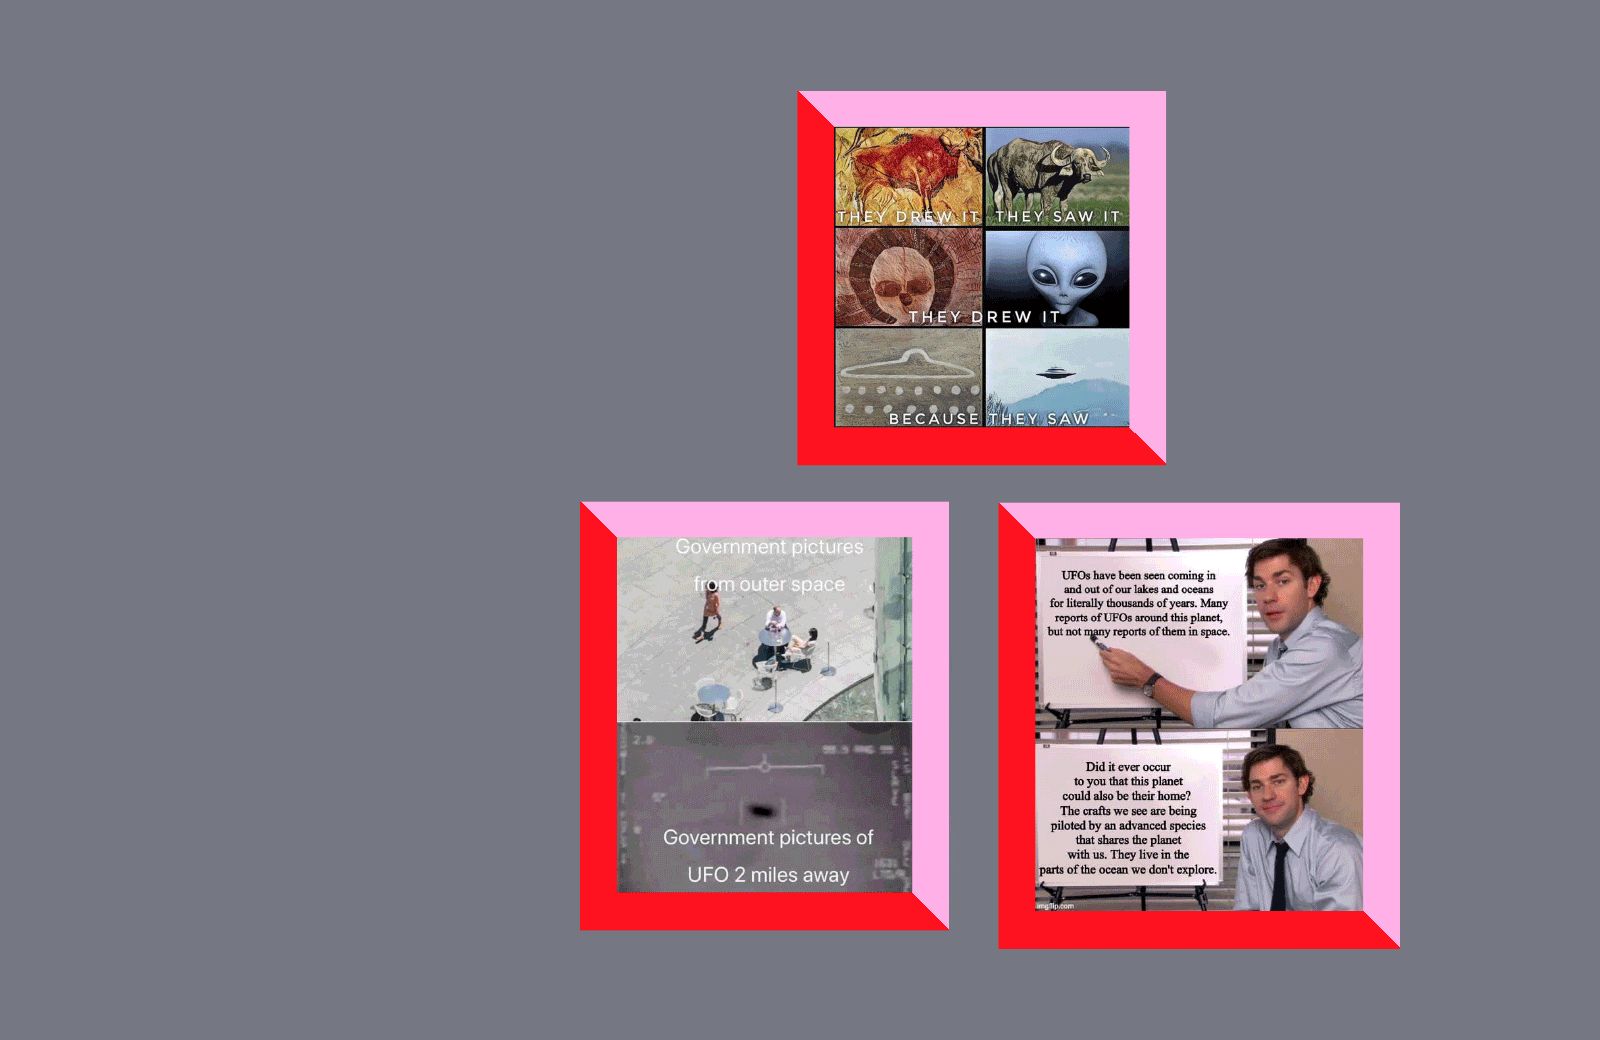 THEY DREW IT
THEY SAW IT
THEY DREW IT
BECAUSE THEY SAW
Government pictures
from outer space
2.0
Government pictures of
UFO 2 miles away
UFOs have been seen coming in
and out of our lakes and oceans
for literally thousands of years. Many
reports of UFOs around this planet,
but not many reports of them in space.
Did it ever occur
to you that this planet
could also be their home?
The crafts we see are being
piloted by an advanced species
that shares the planet
with us. They live in the
parts of the ocean we don't explore.
imgflip.com